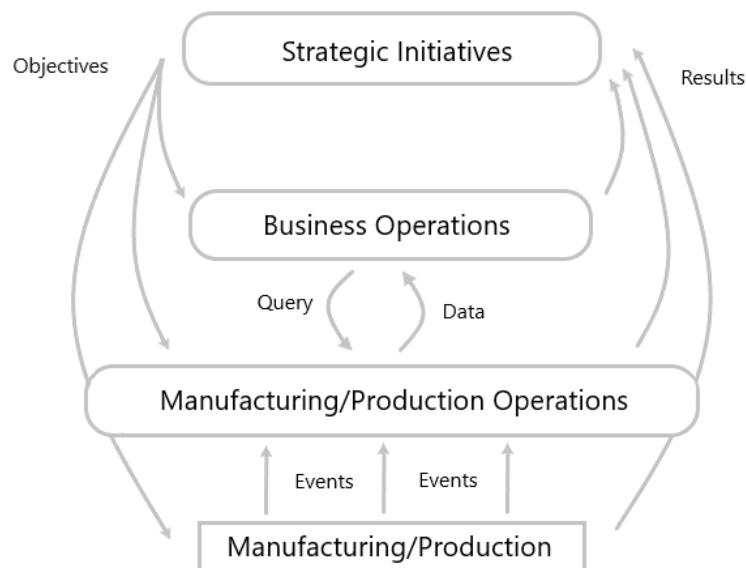 Strategic Initiatives
Objectives
Results
Business Operations
Query
Data
Manufacturing/Production Operations
Events
Events
Manufacturing/Production